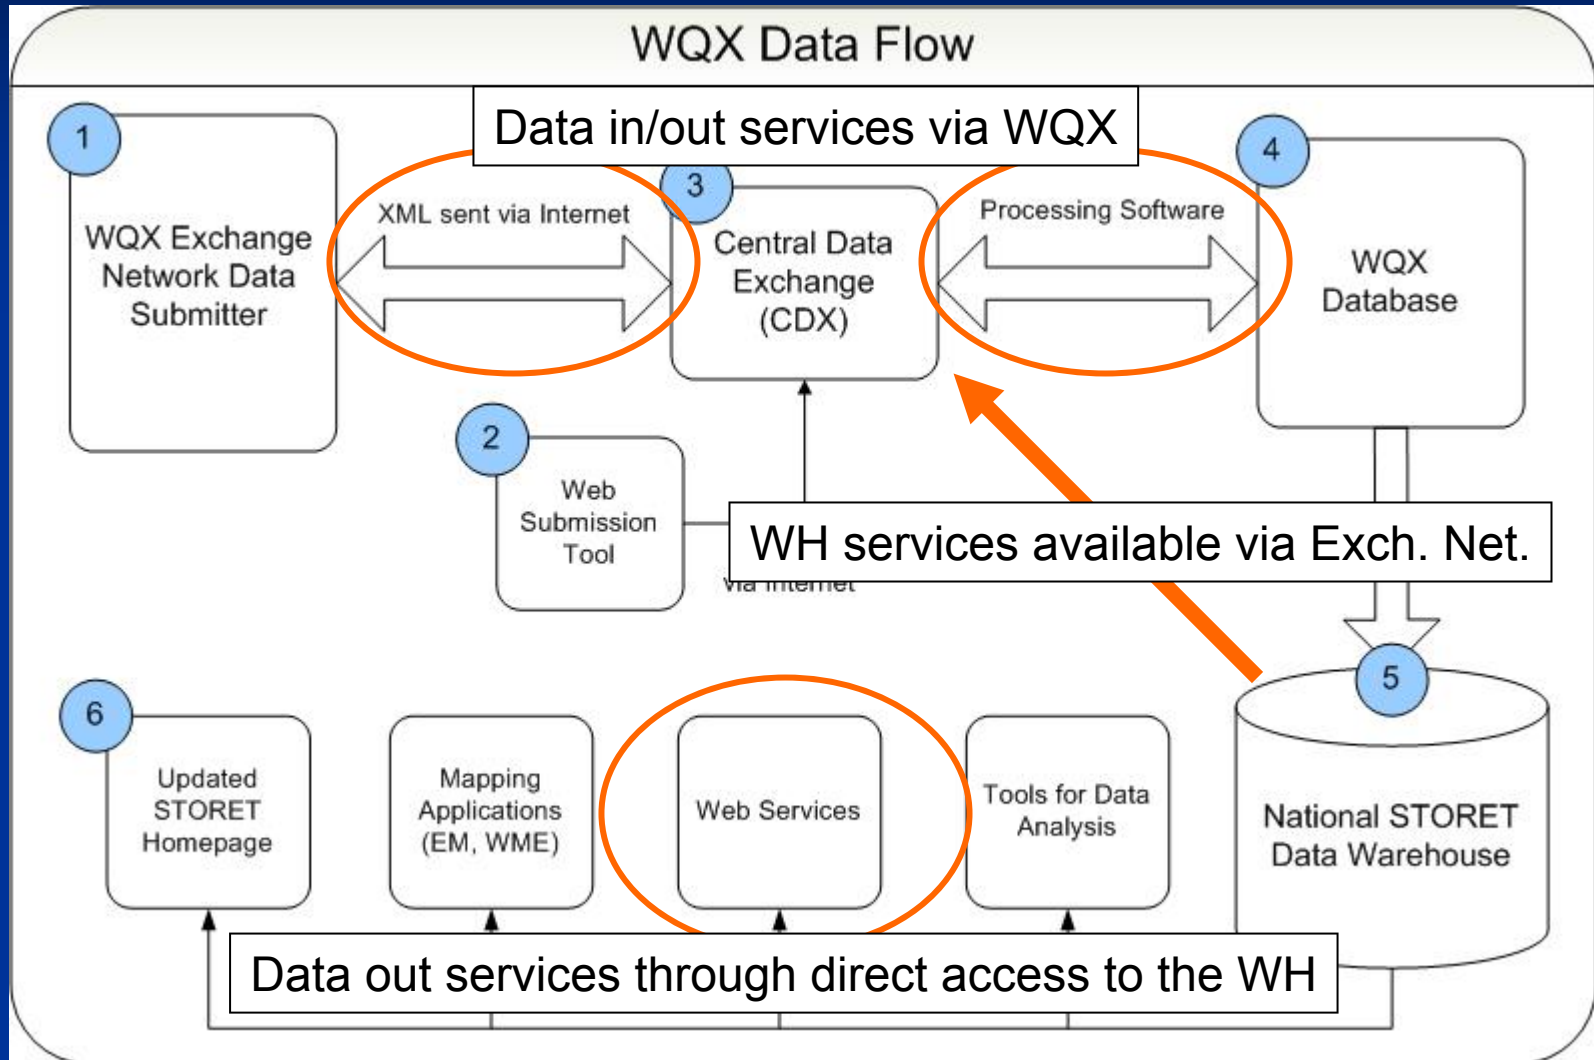 WQX Data Flow
Data in/out services via WQX
1
WQX Exchange
Network Data
Submitter
XML sent via Internet
3
Central Data
Exchange
(CDX)
Processing Software
4
WQX
Database
2
Web
Submission
Tool
WH services available via Exch. Net.
via Internet
5
National STORET
Data Warehouse
6
Updated
STORET
Homepage
Mapping
Applications
(EM, WME)
Web Services
Tools for Data
Analysis
Data out services through direct access to the WH